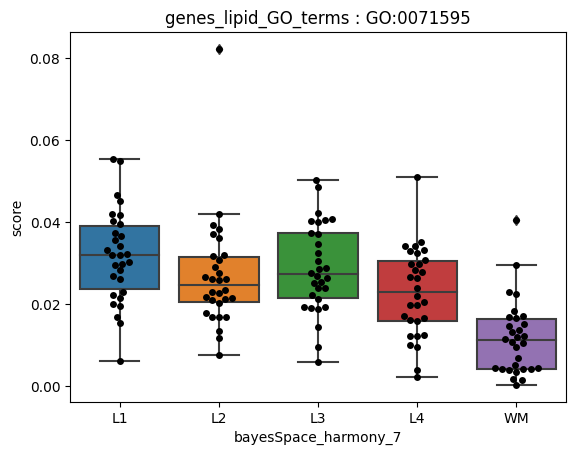 genes_lipid_GO_terms : GO:0071595
0.08
0.06
0.04
0.02
0.00
score
L1 L2 L3 L4 WM
bayesSpace_harmony_7